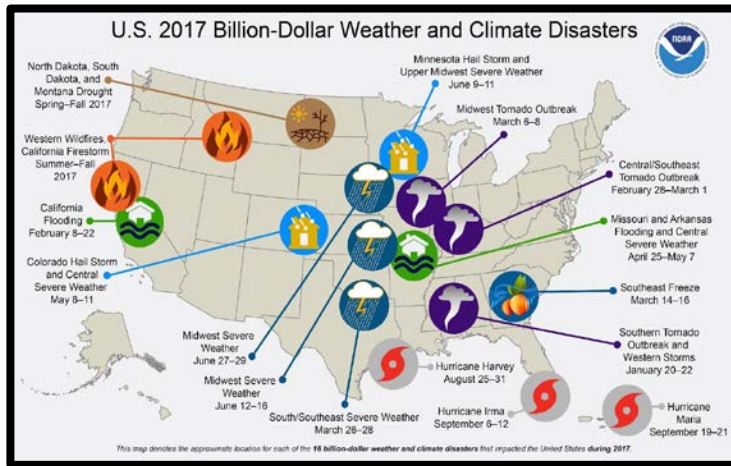 U.S. 2017 Billion-Dollar Weather and Climate Disasters
NOAA
North Dakota, South
Dakota, and
Montana Drought
Spring–Fall 2017
Minnesota Hail Storm and
Upper Midwest Severe Weather
June 9–11
Midwest Tornado Outbreak
March 6–8
Western Wildfires,
California Firestorm
Summer–Fall
2017
Central/Southeast
Tornado Outbreak
February 28–March 1
California
Flooding
February 8–22
Missouri and Arkansas
Flooding and Central
Severe Weather
April 25–May 7
Colorado Hail Storm
and Central
Severe Weather
May 8–11
Southeast Freeze
March 14–16
Midwest Severe
Weather
June 27–29
Southern Tornado
Outbreak and
Western Storms
January 20–22
Midwest Severe
Weather
June 12–16
Hurricane Harvey
August 25–31
South/Southeast Severe Weather
March 26–28
Hurricane Irma
September 6–12
Hurricane
Maria
September 19–21
This map denotes the approximate location for each of the 16 billion-dollar weather and climate disasters that impacted the United States during 2017.